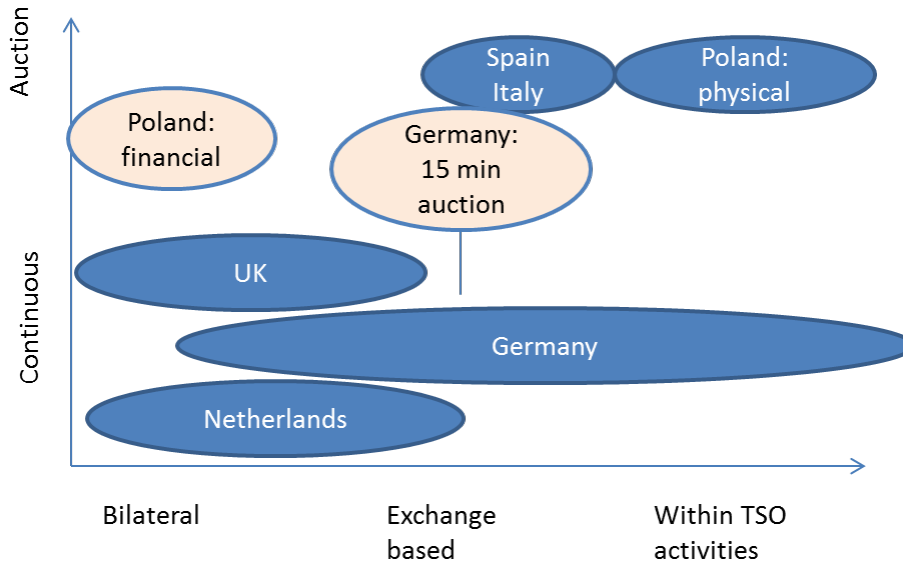 Auction
Spain
Italy
Poland:
physical
Poland:
financial
Germany:
15 min
auction
Continuous
UK
Germany
Netherlands
Bilateral
Exchange
based
Within TSO
activities